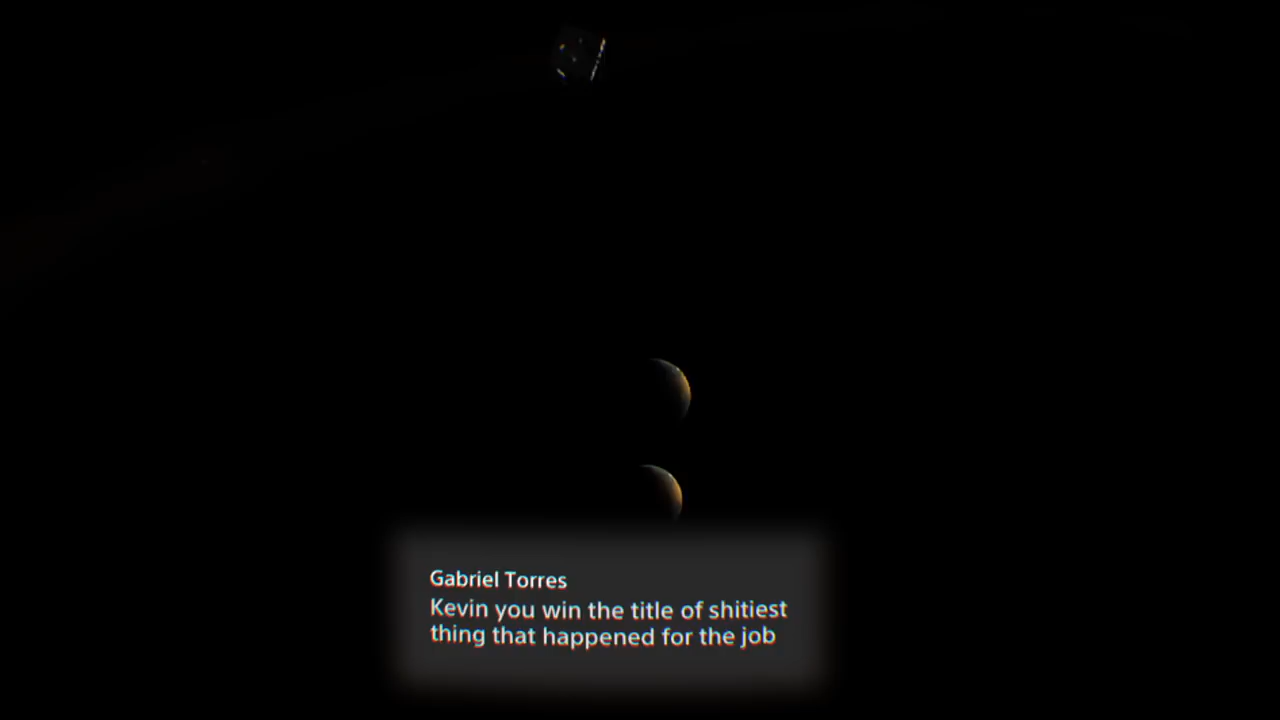 Gabriel Torres
Kevin you win the title of shitiest
thing that happened for the job